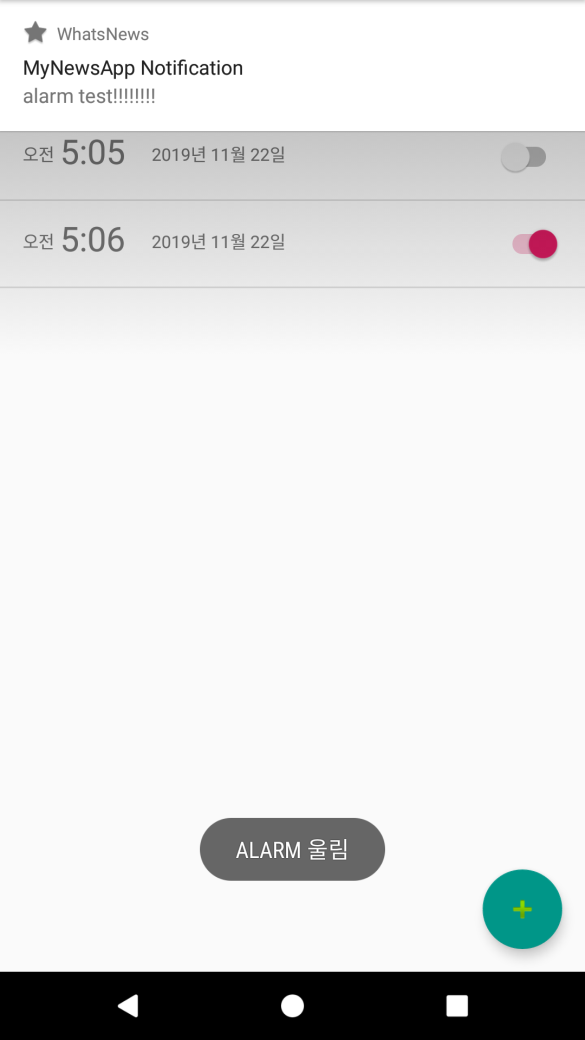 WhatsNews
MyNewsApp Notification
alarm test!!!!!!!!
오전 5:05 2019년 11월 22일
오전 5:06 2019년 11월 22일
ALARM 울림
+